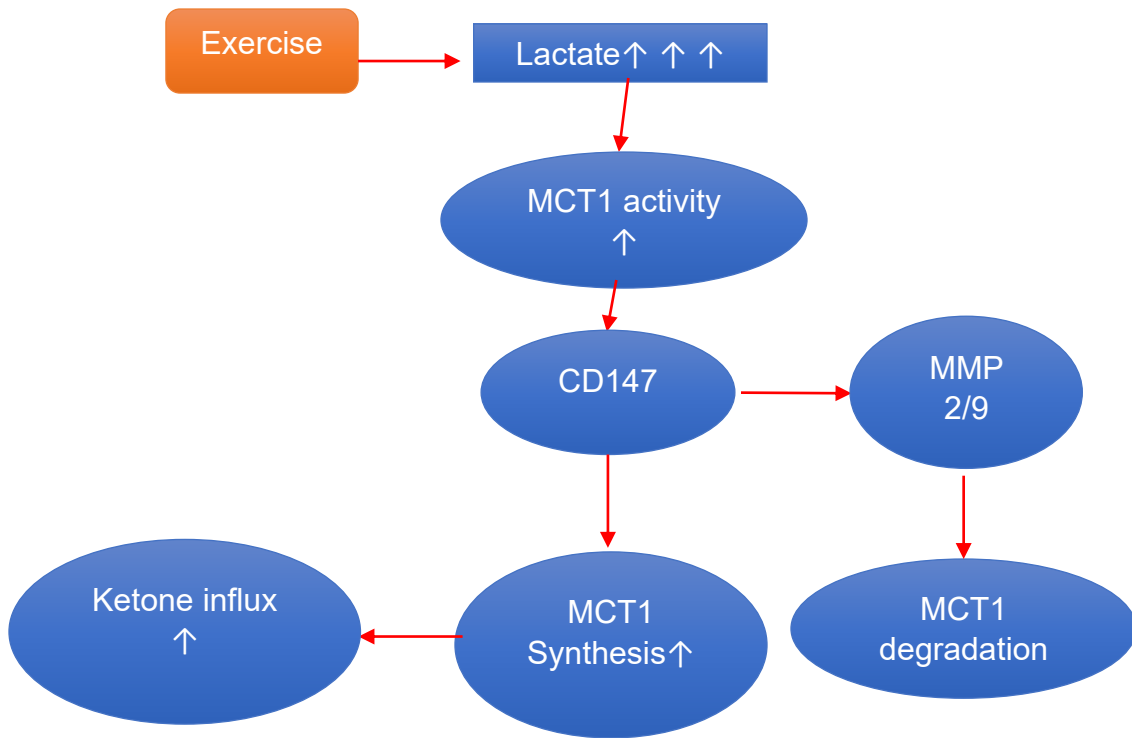 Exercise
Lactate↑ ↑ ↑
MCT1 activity
↑
CD147
MMP
2/9
Ketone influx
↑
MCT1
Synthesis↑
MCT1
degradation